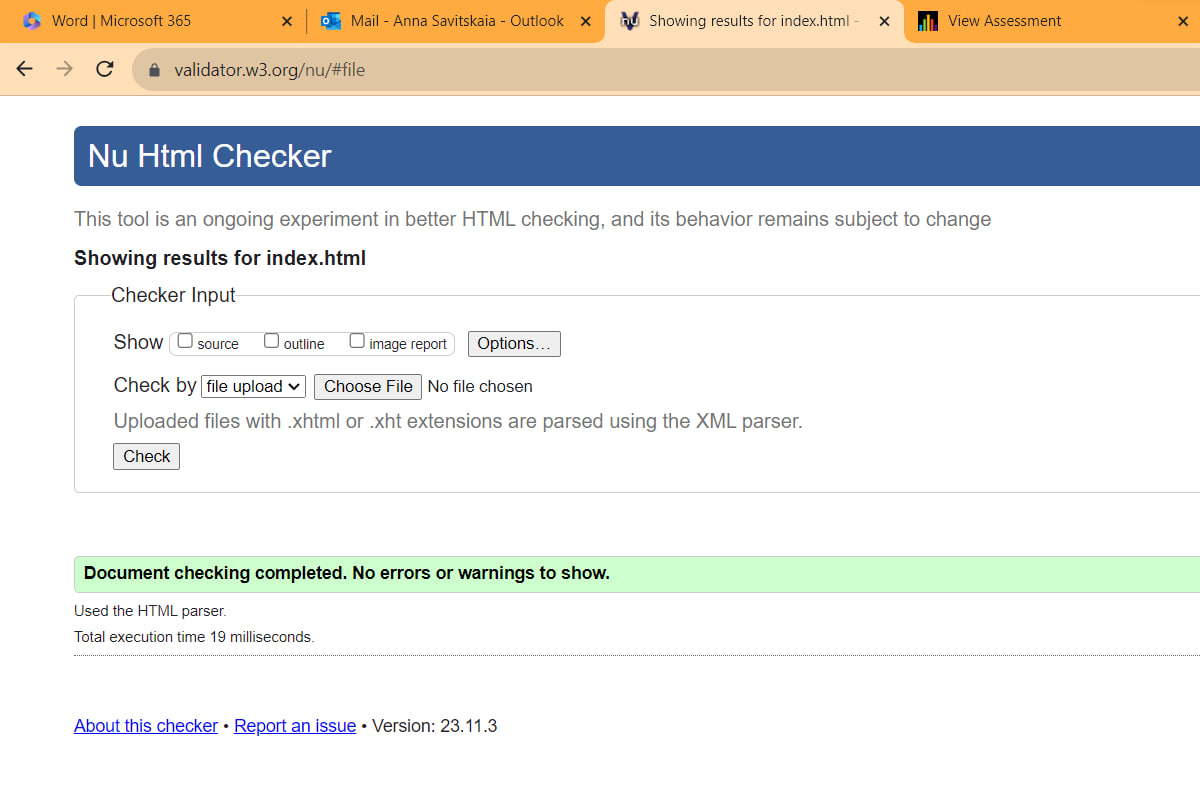 Word | Microsoft 365
Mail - Anna Savitskaia - Outlook
Showing results for index.html -
View Assessment
validator.w3.org/nu/#file
Nu Html Checker
This tool is an ongoing experiment in better HTML checking, and its behavior remains subject to change
Showing results for index.html
Checker Input
Show source outline image report Options...
Check by file upload Choose File No file chosen
Uploaded files with .xhtml or .xht extensions are parsed using the XML parser.
Check
Document checking completed. No errors or warnings to show.
Used the HTML parser.
Total execution time 19 milliseconds.
About this checker • Report an issue • Version: 23.11.3